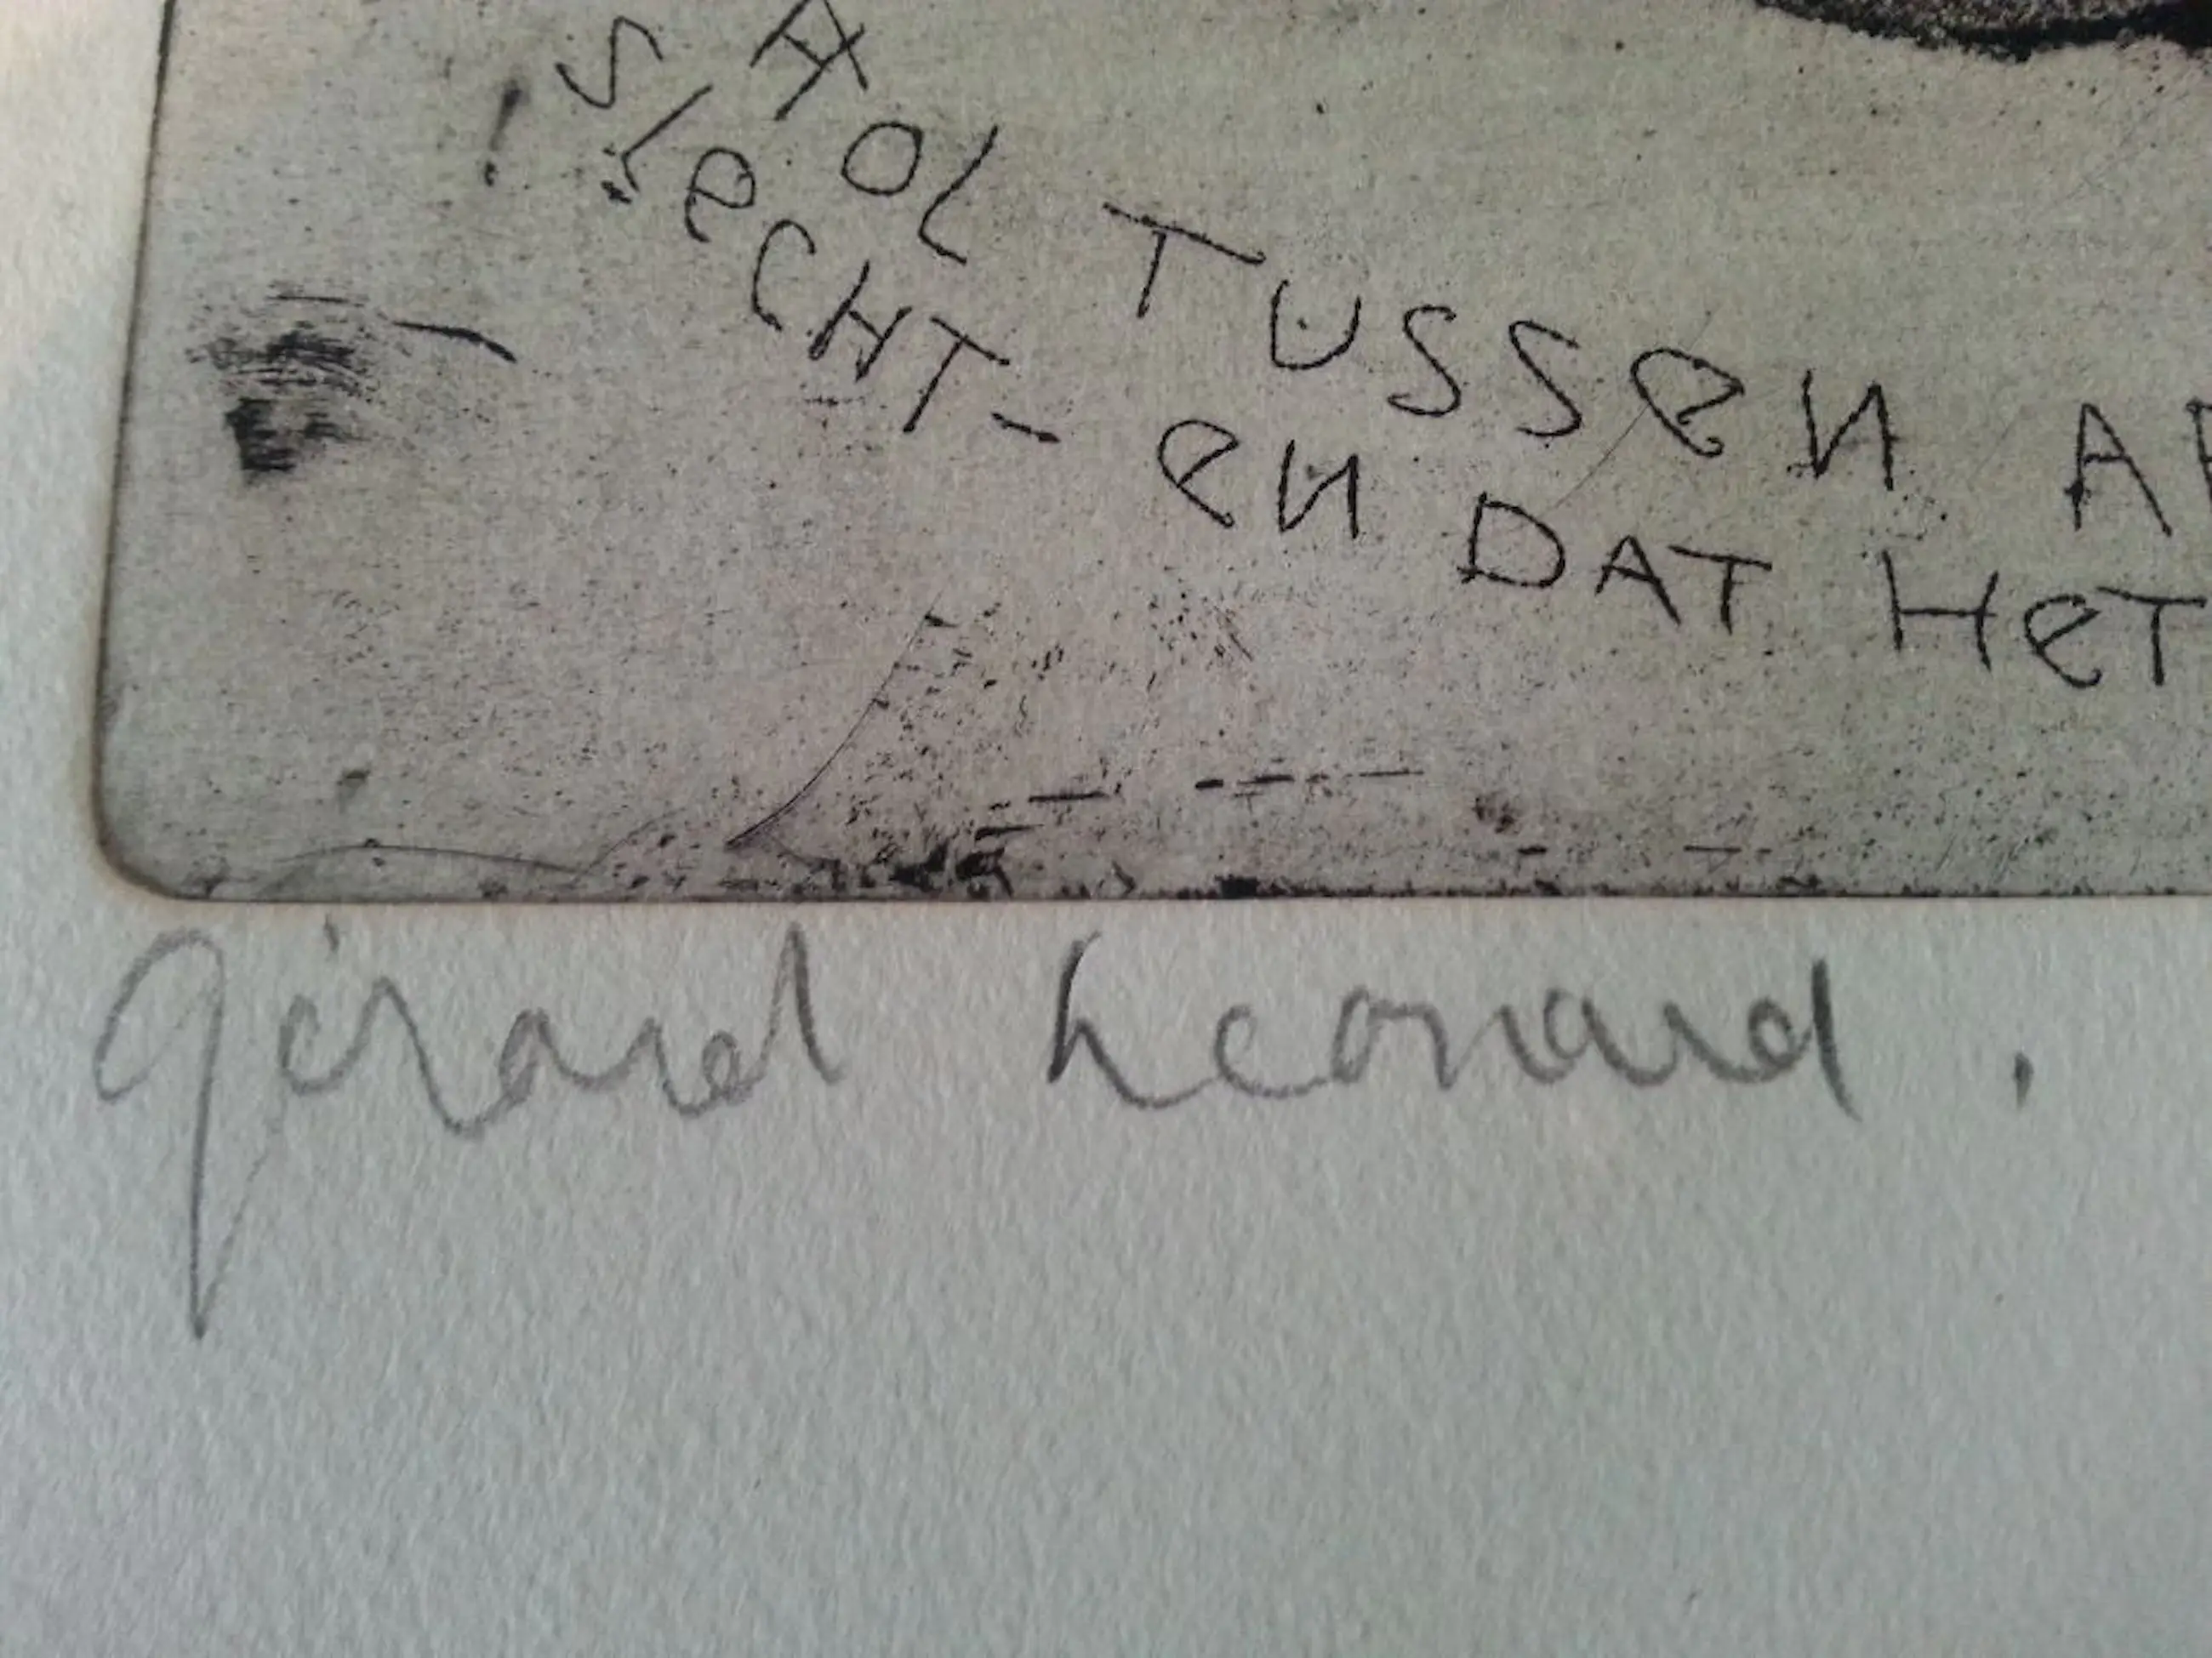 HOL TUSSEN A
SLECHT - EN DAT HET
Gérard Leonard.